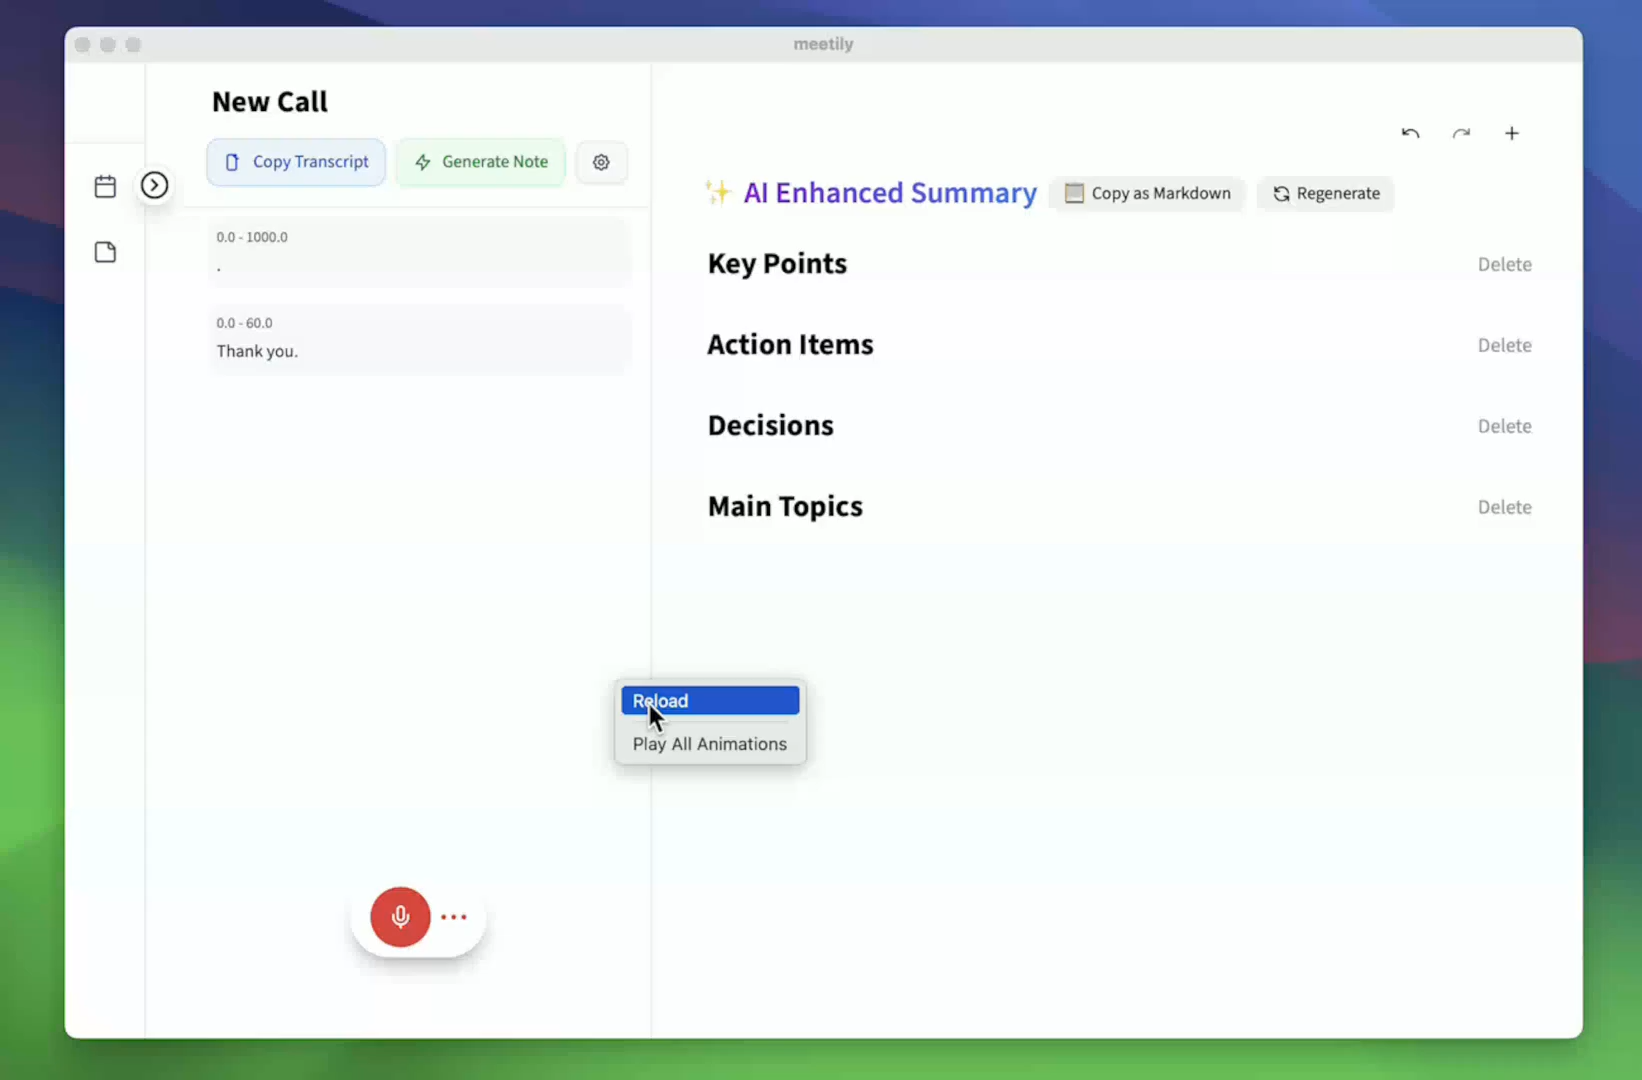 meetily
New Call
Copy Transcript
Generate Note
0.0 - 1000.0
.
0.0 - 60.0
Thank you.
✨ AI Enhanced Summary
Copy as Markdown
Regenerate
Key Points
Delete
Action Items
Delete
Decisions
Delete
Main Topics
Delete
Reload
Play All Animations